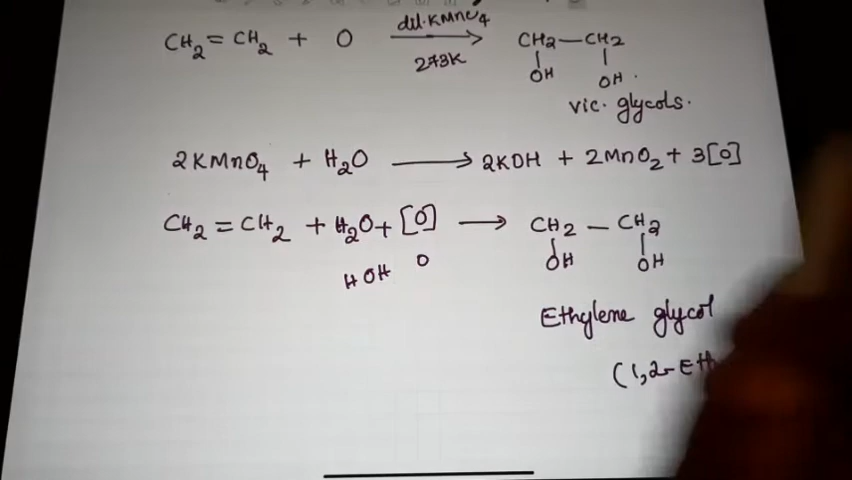 CH2=CH2 + O dil.KMnO4 → 273K CH2—CH2
OH OH.
vic. glycols.
2KMnO4 + H2O → 2KOH + 2MnO2 + 3[O]
CH2=CH2 + H2O + [O] → CH2 — CH2
HOH O OH OH
Ethylene glycol
(1,2-Eth